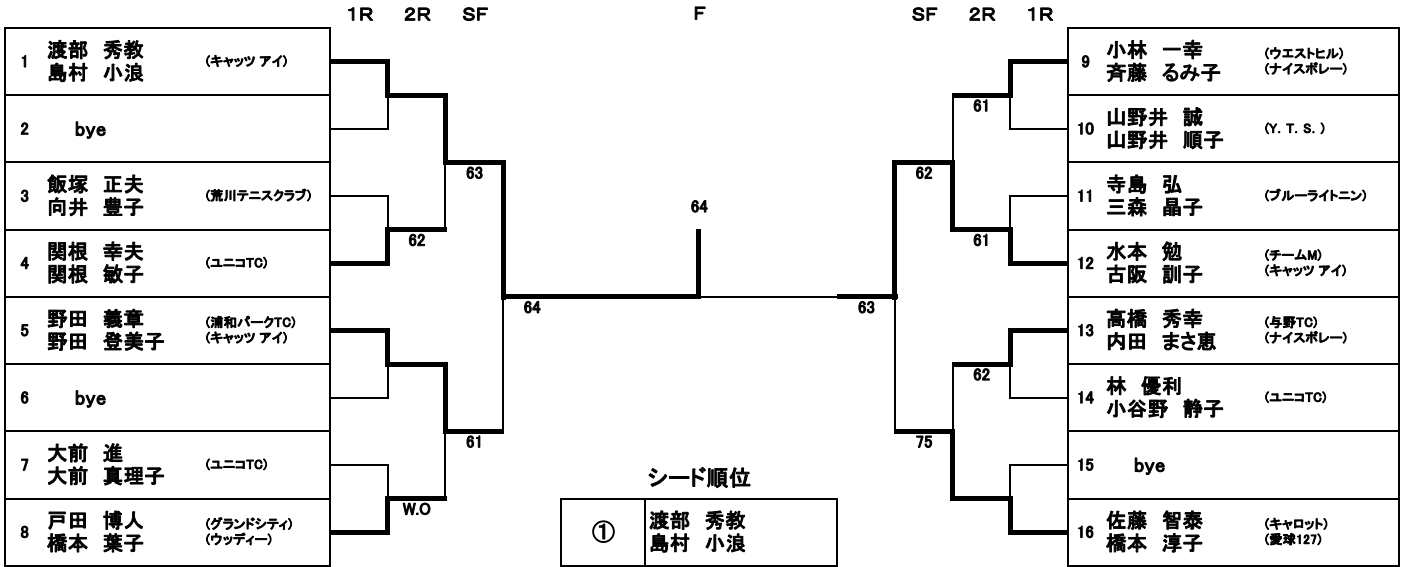 1R 2R SF F SF 2R 1R
1 渡部 秀教 (キャッツ アイ)
島村 小浪
2 bye
3 飯塚 正夫 (荒川テニスクラブ)
向井 豊子
4 関根 幸夫 (ユニコTC)
関根 敏子
5 野田 義章 (浦和パークTC)
野田 登美子 (キャッツ アイ)
6 bye
7 大前 進 (ユニコTC)
大前 真理子
8 戸田 博人 (グランドシティ)
橋本 葉子 (ウッディー)
62
W.O
63
61
64
64
63
62
75
61
61
62
9 小林 一幸 (ウエストヒル)
斉藤 るみ子 (ナイスボレー)
10 山野井 誠 (Y. T. S. )
山野井 順子
11 寺島 弘 (ブルーライトニン)
三森 晶子
12 水本 勉 (チームM)
古阪 訓子 (キャッツ アイ)
13 高橋 秀幸 (与野TC)
内田 まさ恵 (ナイスボレー)
14 林 優利 (ユニコTC)
小谷野 静子
15 bye
16 佐藤 智泰 (キャロット)
橋本 淳子 (愛球127)
シード順位
① 渡部 秀教
島村 小浪